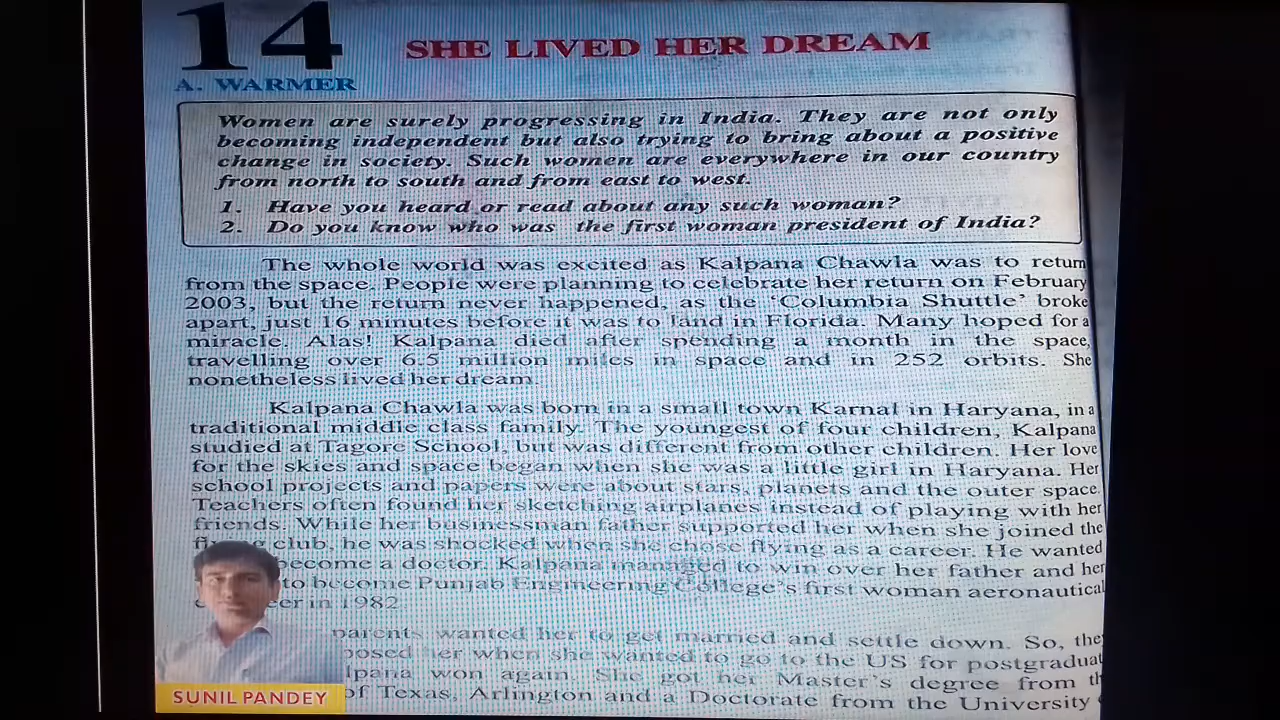 14
SHE LIVED HER DREAM
A. WARMER
Women are surely progressing in India. They are not only
becoming independent but also trying to bring about a positive
change in society. Such women are everywhere in our country
from north to south and from east to west.
1. Have you heard or read about any such woman?
2. Do you know who was the first woman president of India?
The whole world was excited as Kalpana Chawla was to return
from the space. People were planning to celebrate her return on February
2003, but the return never happened, as the 'Columbia Shuttle' broke
apart, just 16 minutes before it was to land in Florida. Many hoped for a
miracle. Alas! Kalpana died after spending a month in the space,
travelling over 6.5 million miles in space and in 252 orbits. She
nonetheless lived her dream.
Kalpana Chawla was born in a small town Karnal in Haryana, in a
traditional middle class family. The youngest of four children, Kalpana
studied at Tagore School, but was different from other children. Her love
for the skies and space began when she was a little girl in Haryana. Her
school projects and papers were about stars, planets and the outer space.
Teachers often found her sketching airplanes instead of playing with her
friends. While her businessman father supported her when she joined the
club, he was shocked when she chose flying as a career. He wanted
become a doctor. Kalpana managed to win over her father and her
to become Punjab Engineering College's first woman aeronautical
in 1982
parents wanted her to get married and settle down. So, they
her when she wanted to go to the US for postgraduat
won again. She got her Master's degree from th
of Texas, Arlington and a Doctorate from the University
SUNIL PANDEY